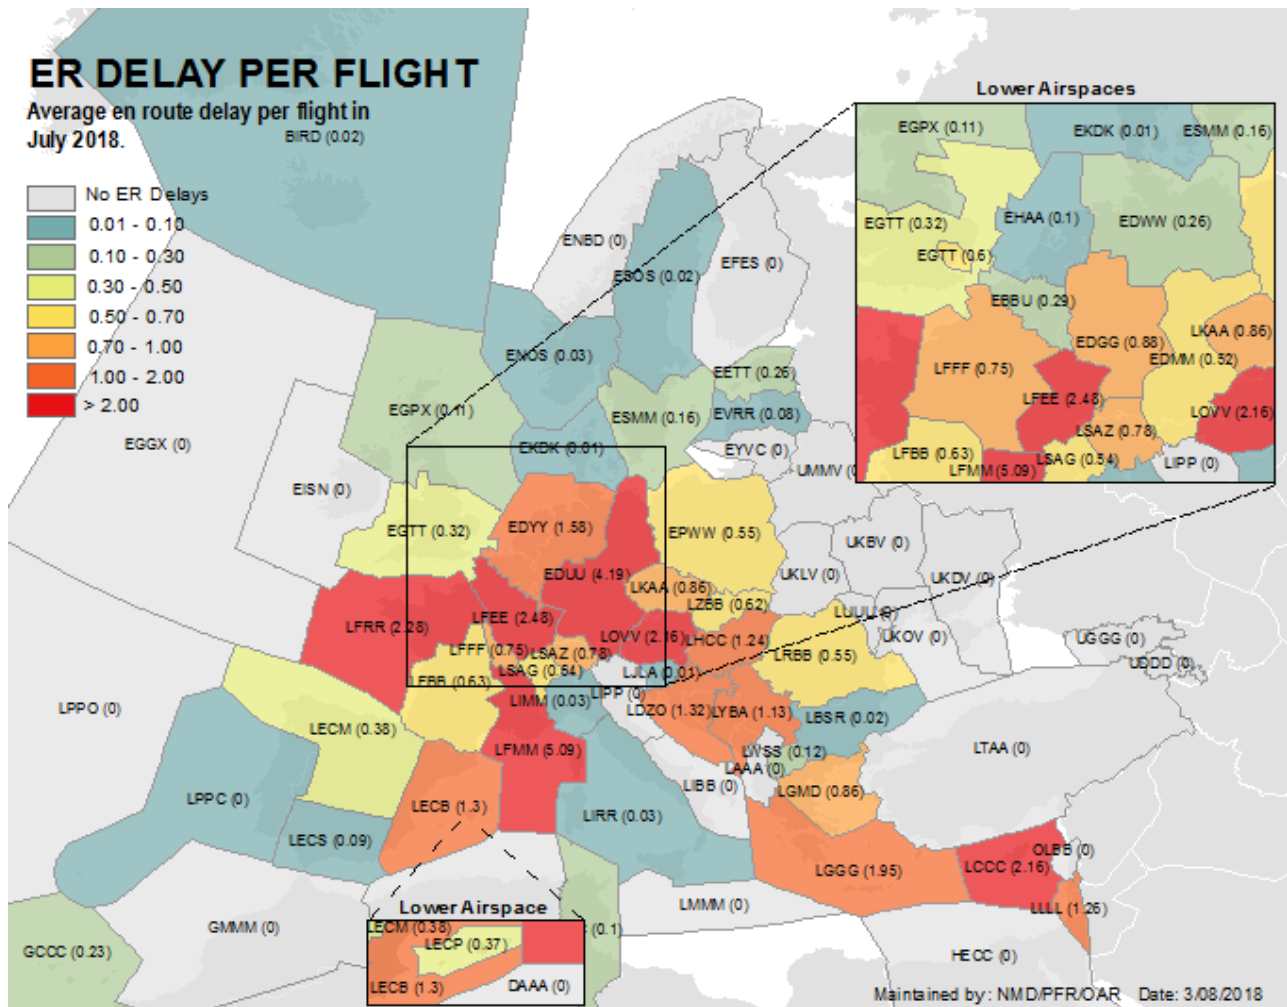 ER DELAY PER FLIGHT
Average en route delay per flight in
July 2018.
No ER Delays
0.01 - 0.10
0.10 - 0.30
0.30 - 0.50
0.50 - 0.70
0.70 - 1.00
1.00 - 2.00
> 2.00
BIRD (0.02)
ENBD (0)
ESOS (0.02)
EFES (0)
ENOS (0.03)
EETT (0.26)
EGPX (0.11)
ESMM (0.16)
EVRR (0.08)
EGGX (0)
EKDK (0.01)
EYVC (0)
UMMV
EISN (0)
EGTT (0.32)
EDYY (1.58)
EPWW (0.55)
UKBV (0)
UKLV (0)
UKDV (0)
EDUU (4.19)
LKAA (0.86)
LZBB (0.62)
LUUU (0)
LFRR (2.28)
LFEE (2.48)
LOVV (2.16)
LHCC (1.24)
UKOV (0)
UGGG (0)
LFFF (0.75)
LSAZ (0.78)
LRBB (0.55)
UDDD (0)
LSAG (0.54)
LJLA (0.01)
LFBB (0.63)
LIPP (0)
LIMM (0.03)
LPPO (0)
LDZO (1.32)
LYBA (1.13)
LBSR (0.02)
LECM (0.38)
LFMM (5.09)
LWSS (0.12)
LTAA (0)
LAAA (0)
LIBB (0)
LGMD (0.86)
LPPC (0)
LECB (1.3)
LIRR (0.03)
LECS (0.09)
OLBB (0)
LCCC (2.16)
LGGG (1.95)
LMMM (0)
LLLL (1.26)
GMMM (0)
GCCC (0.23)
HECC (0)
Lower Airspaces
EGPX (0.11)
EKDK (0.01)
ESMM (0.16)
EGTT (0.32)
EHAA (0.1)
EDWW (0.26)
EGTT (0.6)
EBBU (0.29)
EDGG (0.88)
LKAA (0.86)
EDMM (0.52)
LFFF (0.75)
LFEE (2.48)
LOVV (2.16)
LSAZ (0.78)
LFBB (0.63)
LSAG (0.54)
LIPP (0)
LFMM (5.09)
Lower Airspace
LECM (0.38)
0.1)
LECP (0.37)
LECB (1.3)
DAAA (0)
Maintained by: NMD/PFR/OAR Date: 3/08/2018